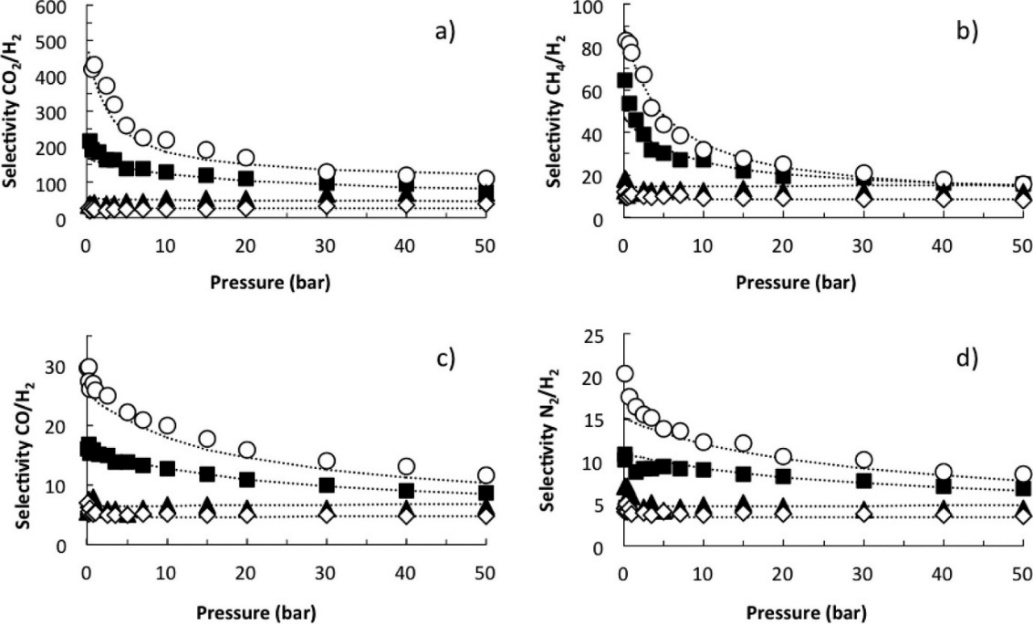 a)
Selectivity CO₂/H₂
600
500
400
300
200
100
0
0 10 20 30 40 50
Pressure (bar)
b)
Selectivity CH₄/H₂
100
80
60
40
20
0
0 10 20 30 40 50
Pressure (bar)
c)
Selectivity CO/H₂
30
20
10
0
0 10 20 30 40 50
Pressure (bar)
d)
Selectivity N₂/H₂
25
20
15
10
5
0
0 10 20 30 40 50
Pressure (bar)